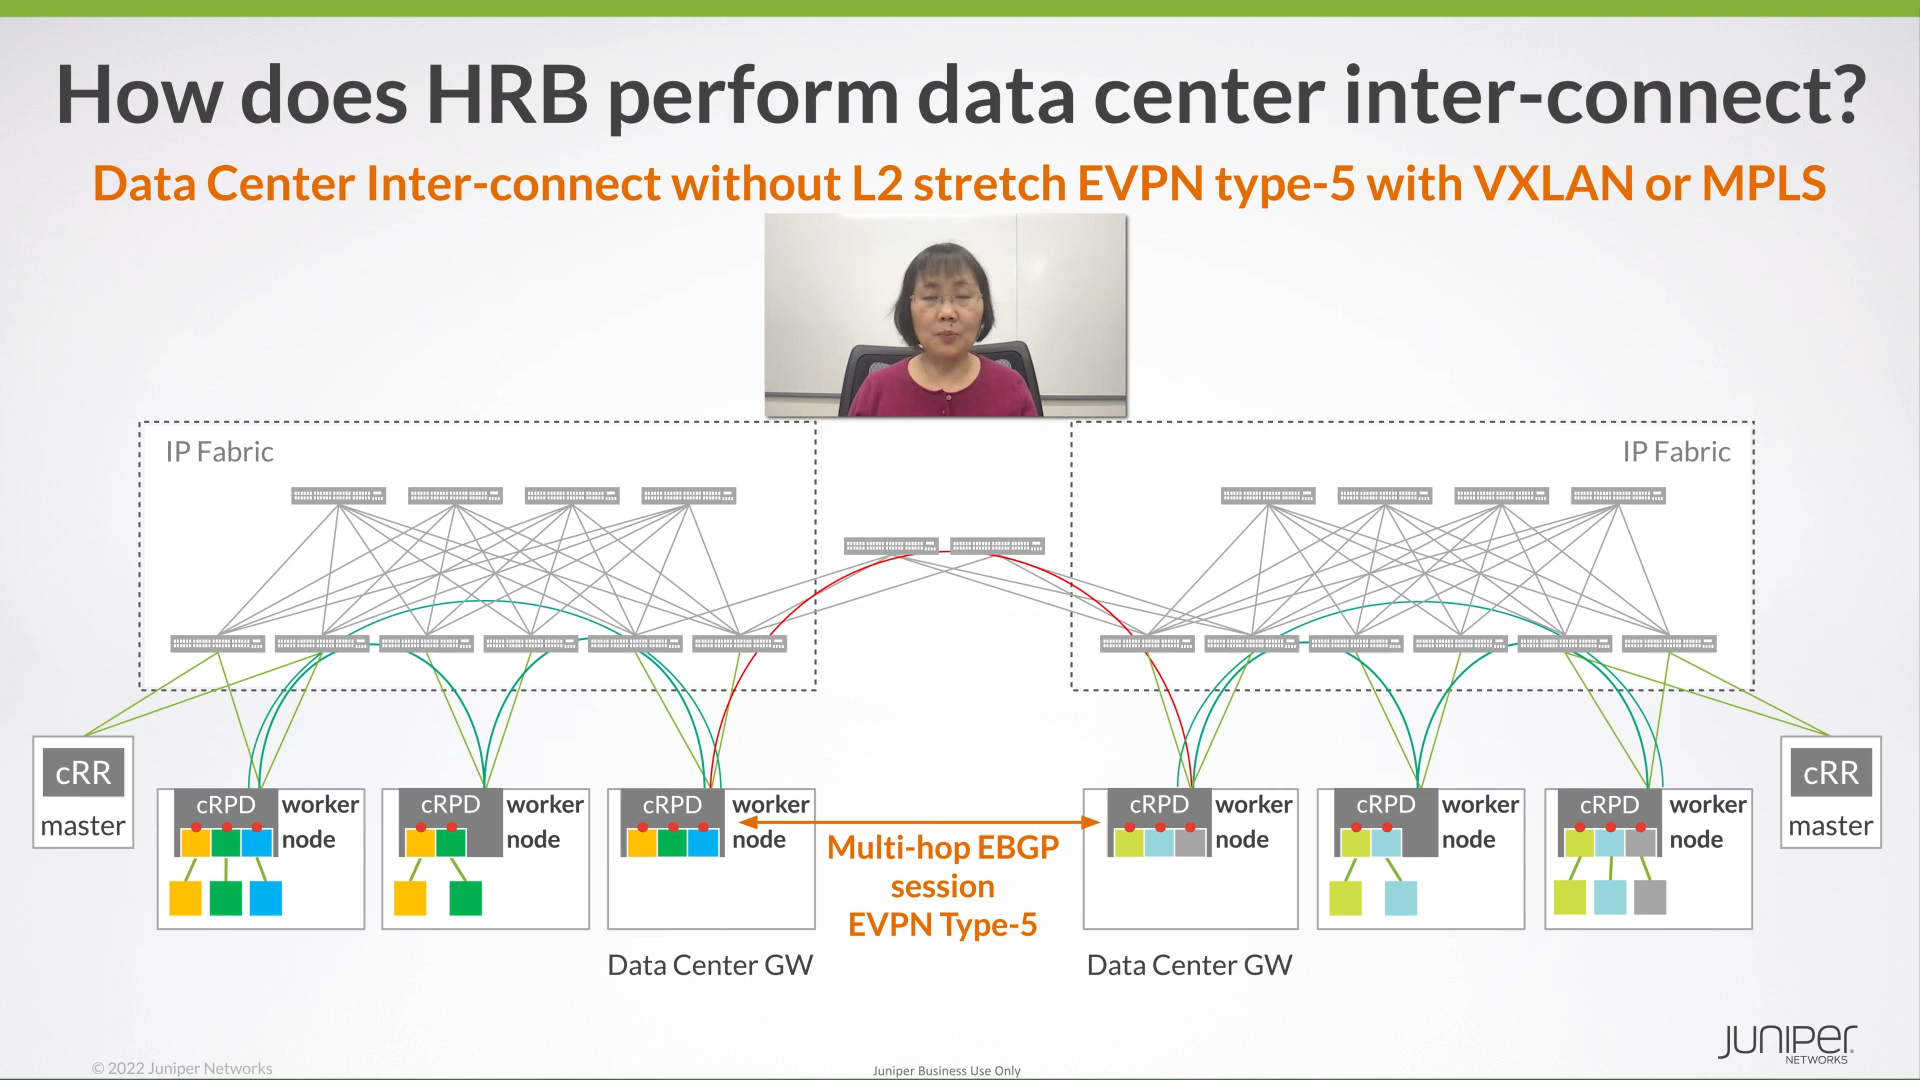 How does HRB perform data center inter-connect?
Data Center Inter-connect without L2 stretch EVPN type-5 with VXLAN or MPLS
IP Fabric
IP Fabric
cRR
master
cRPD
worker
node
cRPD
worker
node
cRPD
worker
node
Multi-hop EBGP
session
EVPN Type-5
cRPD
worker
node
cRPD
worker
node
cRPD
worker
node
cRR
master
Data Center GW
Data Center GW
JUNIPER
NETWORKS
© 2022 Juniper Networks
Juniper Business Use Only